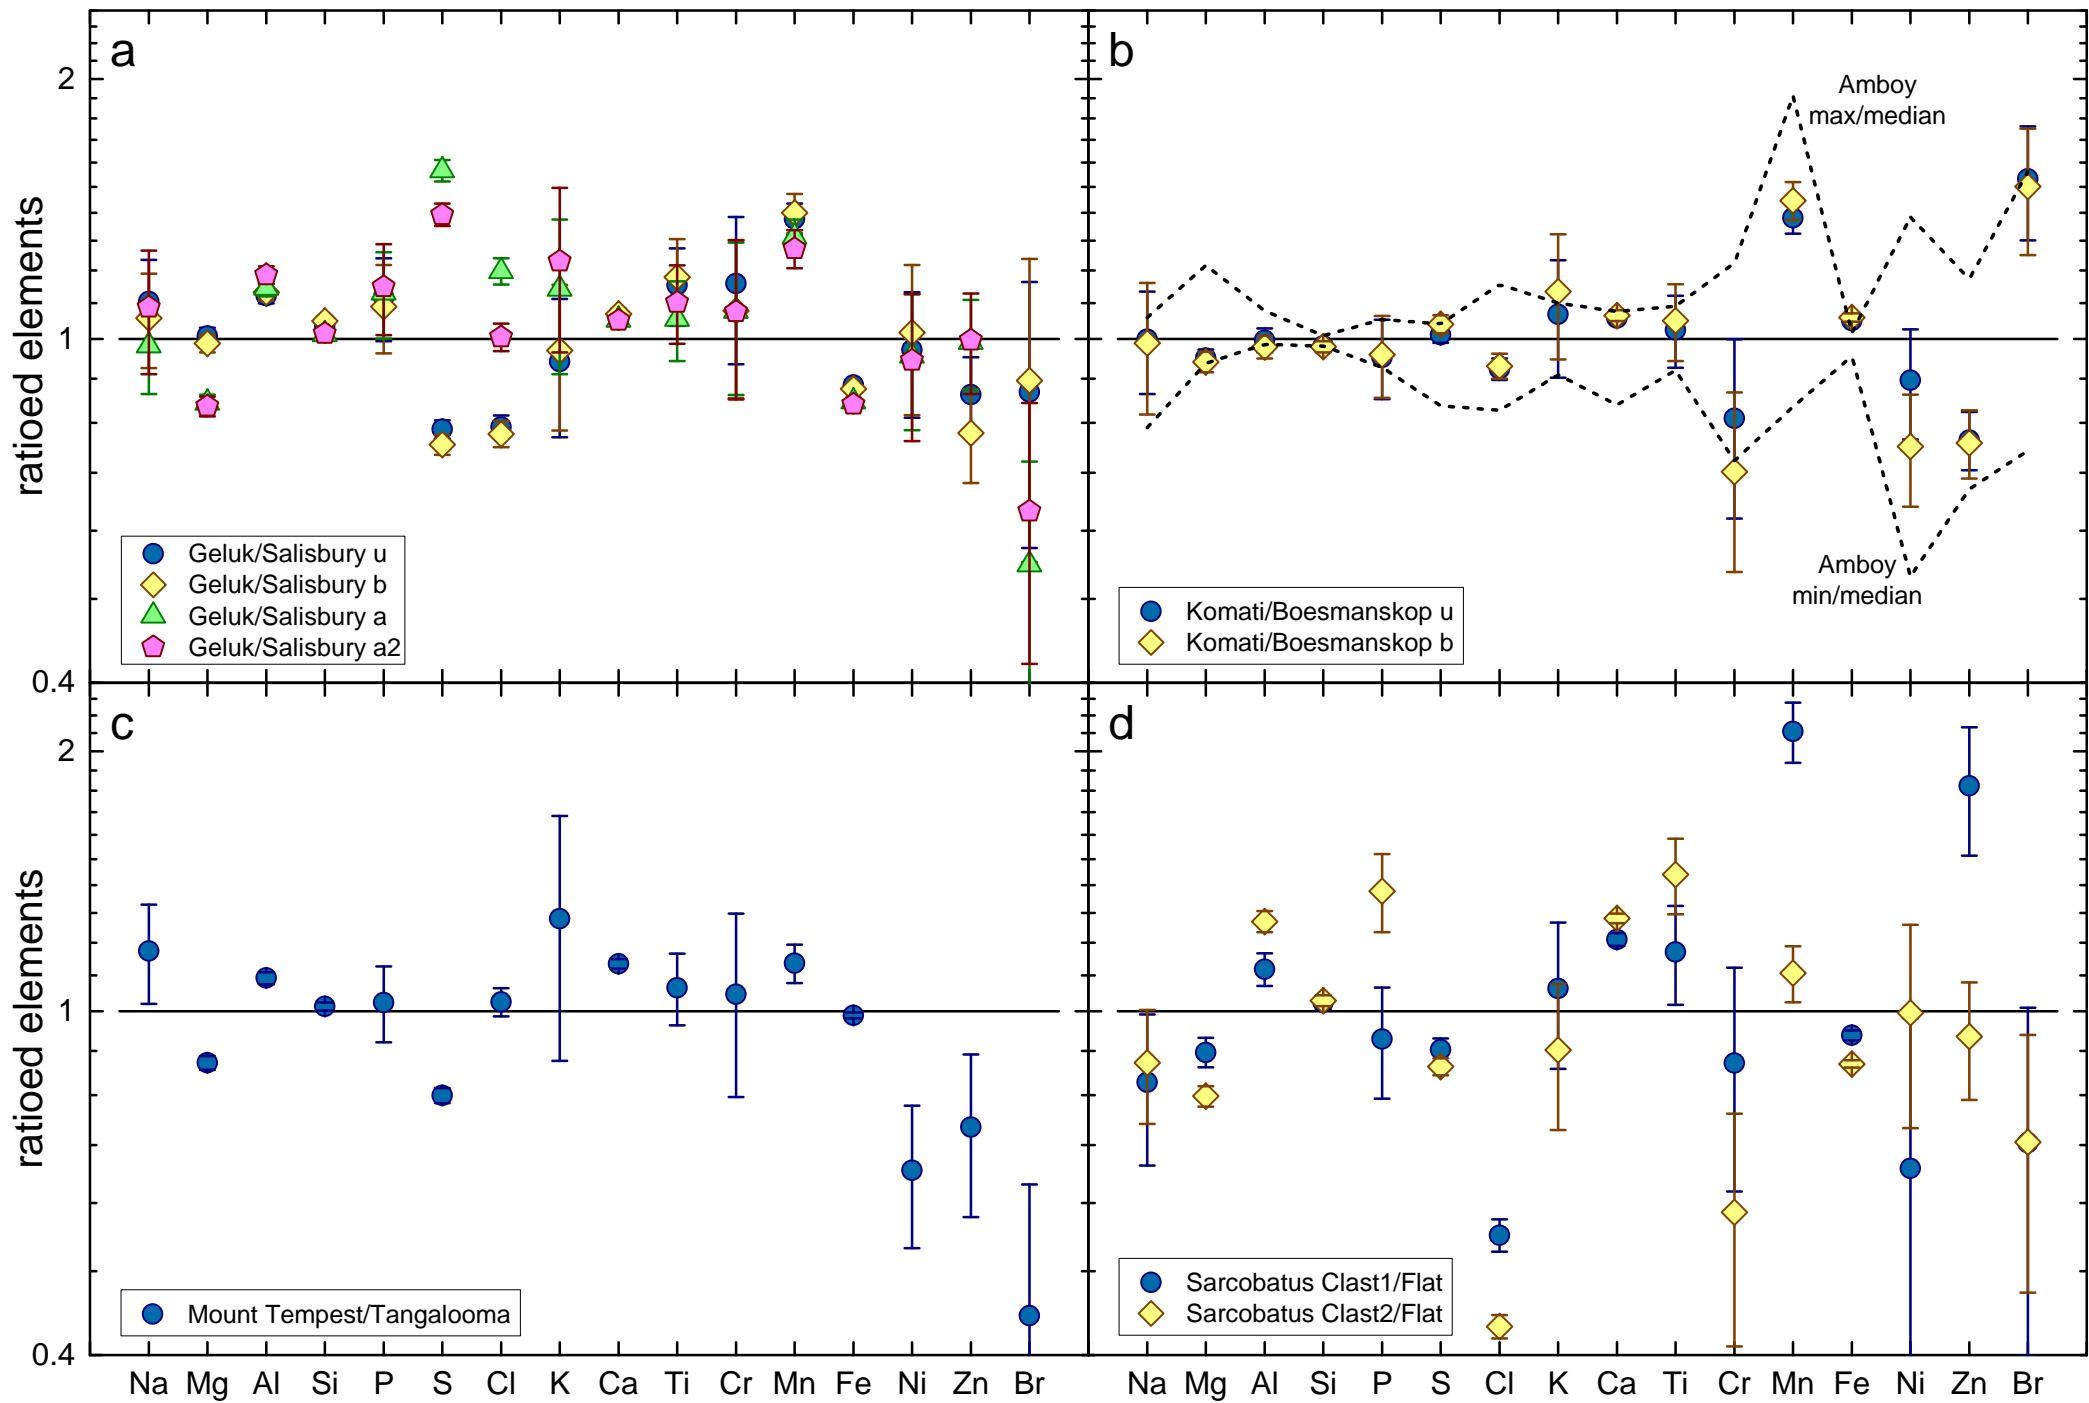 a
b
2
Amboy
max/median
ratioed elements
1
Geluk/Salisbury u
Geluk/Salisbury b
Geluk/Salisbury a
Geluk/Salisbury a2
Amboy
min/median
Komati/Boesmanskop u
Komati/Boesmanskop b
0.4
c
d
2
ratioed elements
1
Mount Tempest/Tangalooma
Sarcobatus Clast1/Flat
Sarcobatus Clast2/Flat
0.4
Na Mg Al Si P S Cl K Ca Ti Cr Mn Fe Ni Zn Br
Na Mg Al Si P S Cl K Ca Ti Cr Mn Fe Ni Zn Br